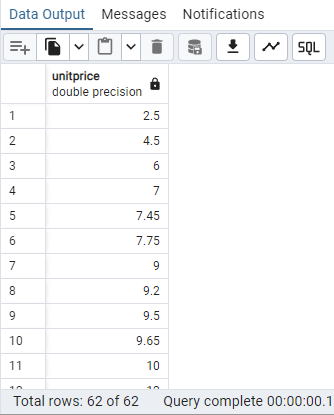 Data Output Messages Notifications
SQL
unitprice
double precision
1 2.5
2 4.5
3 6
4 7
5 7.45
6 7.75
7 9
8 9.2
9 9.5
10 9.65
11 10
Total rows: 62 of 62 Query complete 00:00:00.1